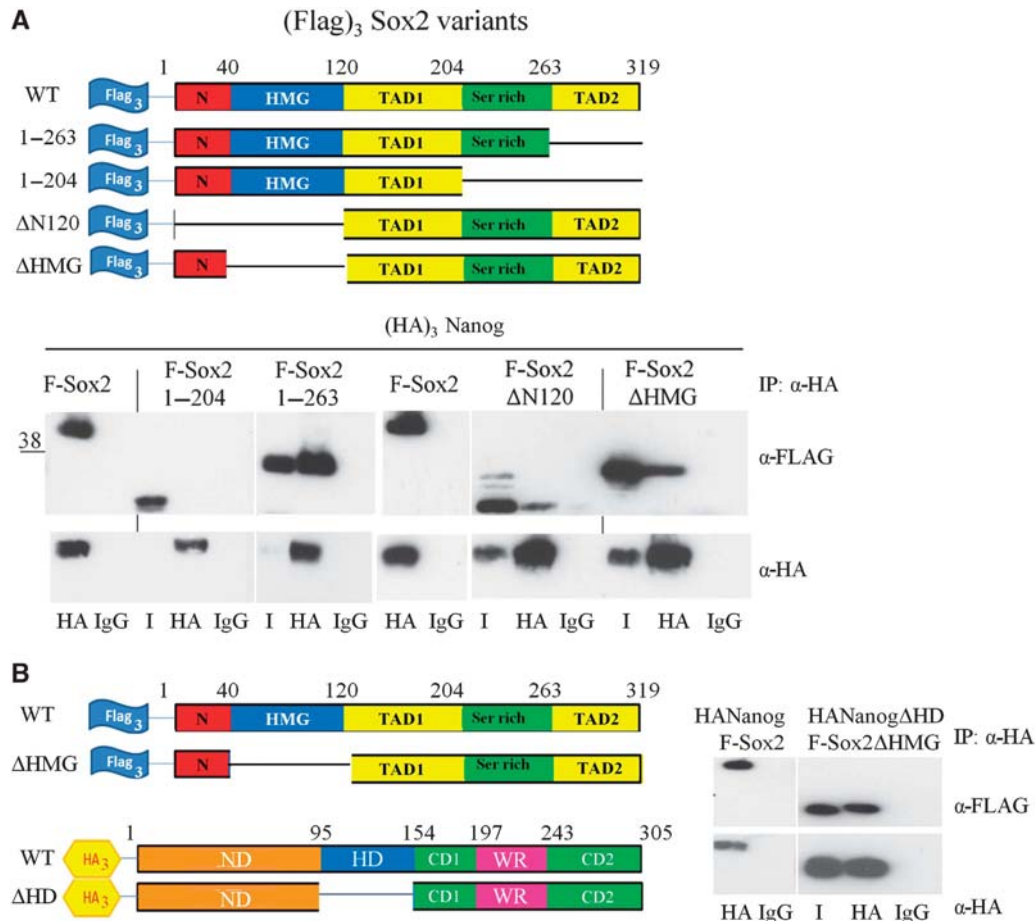 A
(Flag)3 Sox2 variants
1 40 120 204 263 319
WT Flag3 N HMG TAD1 Ser rich TAD2
1–263 Flag3 N HMG TAD1 Ser rich
1–204 Flag3 N HMG TAD1
ΔN120 Flag3 TAD1 Ser rich TAD2
ΔHMG Flag3 N TAD1 Ser rich TAD2
(HA)3 Nanog
F-Sox2 F-Sox2 1–204 F-Sox2 1–263 F-Sox2 F-Sox2 ΔN120 F-Sox2 ΔHMG IP: α-HA
38
α-FLAG
α-HA
HA IgG I HA IgG I HA IgG HA IgG I HA IgG I HA IgG
B
1 40 120 204 263 319
WT Flag3 N HMG TAD1 Ser rich TAD2
ΔHMG Flag3 N TAD1 Ser rich TAD2
1 95 154 197 243 305
WT HA3 ND HD CD1 WR CD2
ΔHD HA3 ND CD1 WR CD2
HANanog HANanogΔHD
F-Sox2 F-Sox2ΔHMG IP: α-HA
α-FLAG
HA IgG I HA IgG α-HA